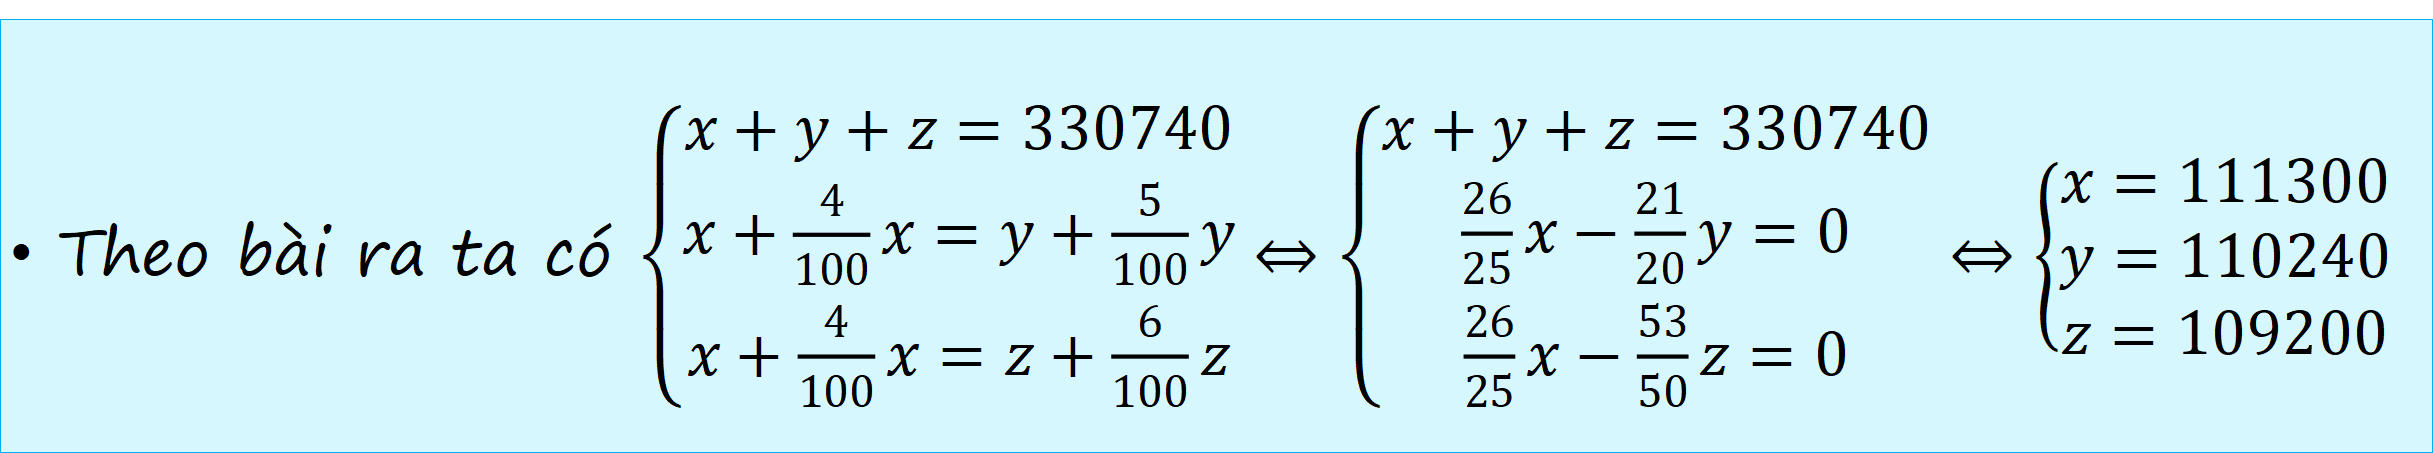 • Theo bài ra ta có { x + y + z = 330740 ; x + 4/100 x = y + 5/100 y ; x + 4/100 x = z + 6/100 z ⇔ { x + y + z = 330740 ; 26/25 x − 21/20 y = 0 ; 26/25 x − 53/50 z = 0 ⇔ { x = 111300 ; y = 110240 ; z = 109200